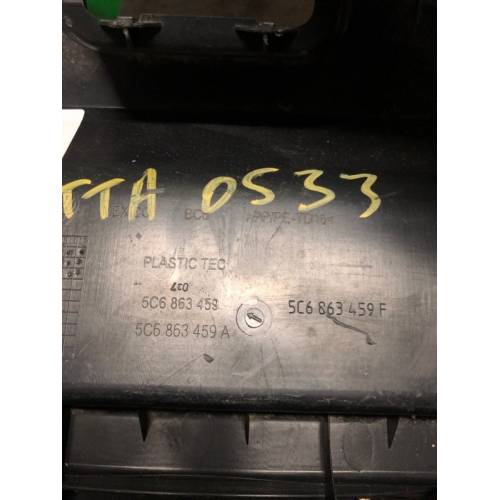 TTA 0533
PLASTIC TEC
5C6 863 459
5C6 863 459 F
5C6 863 459 A